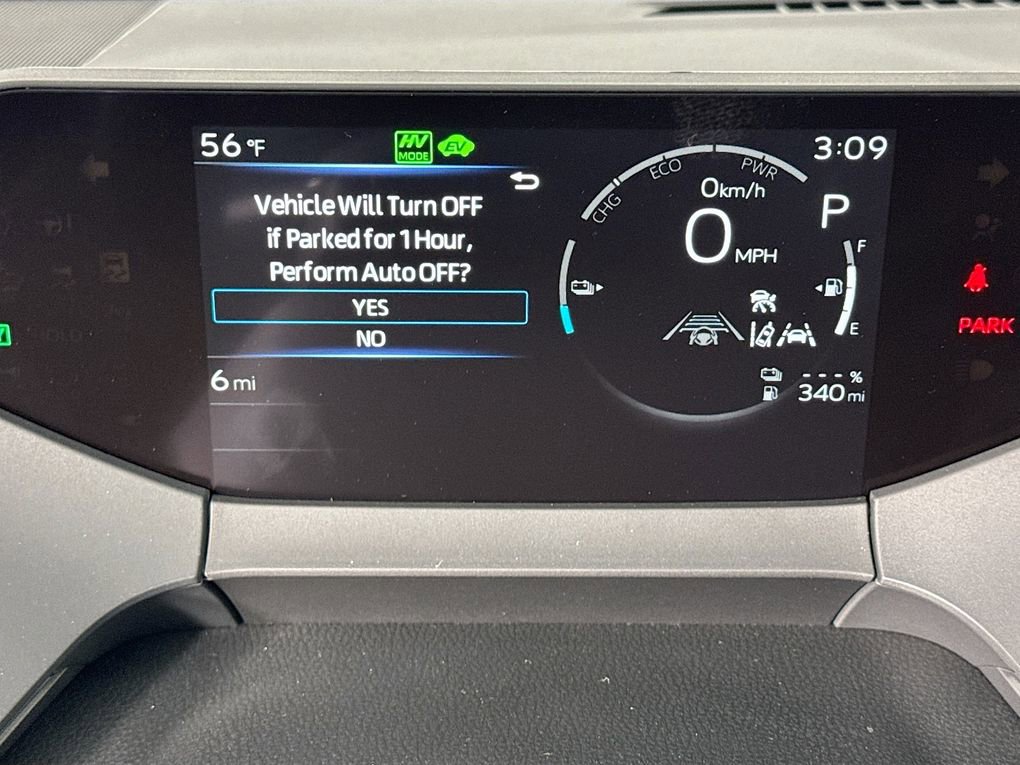 56 °F
HV
MODE
EV
3:09
Vehicle Will Turn OFF
if Parked for 1 Hour,
Perform Auto OFF?
YES
NO
6 mi
CHG
ECO
PWR
0 km/h
0 MPH
P
F
E
- - - %
340 mi
PARK